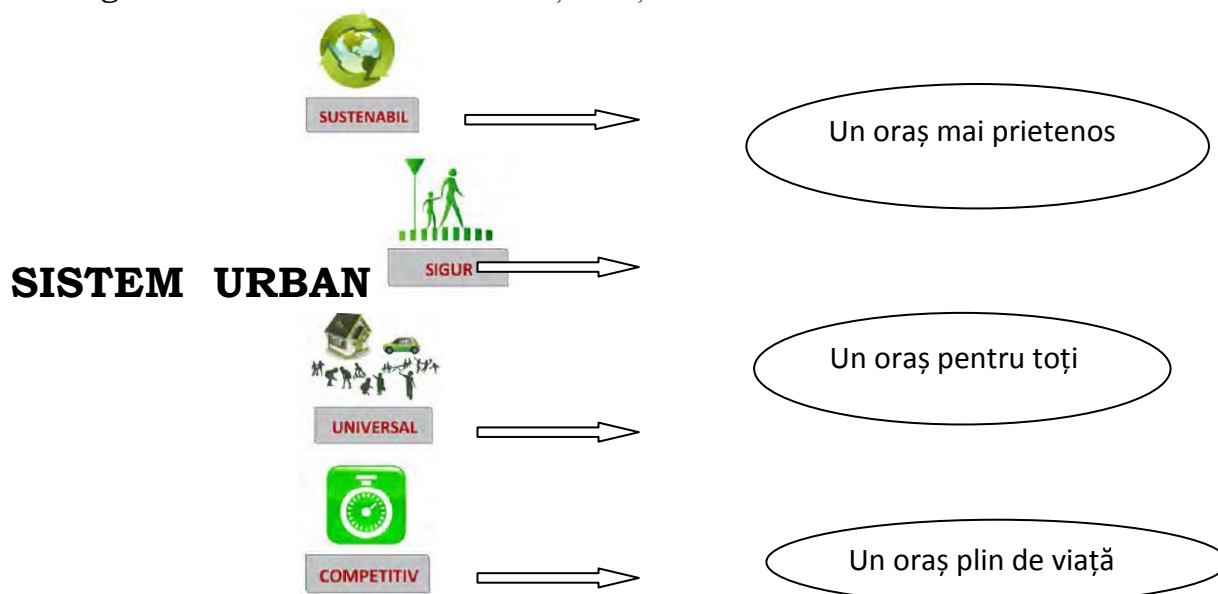 SUSTENABIL
Un oraș mai prietenos
SIGUR
SISTEM URBAN
Un oraș pentru toți
UNIVERSAL
Un oraș plin de viață
COMPETITIV